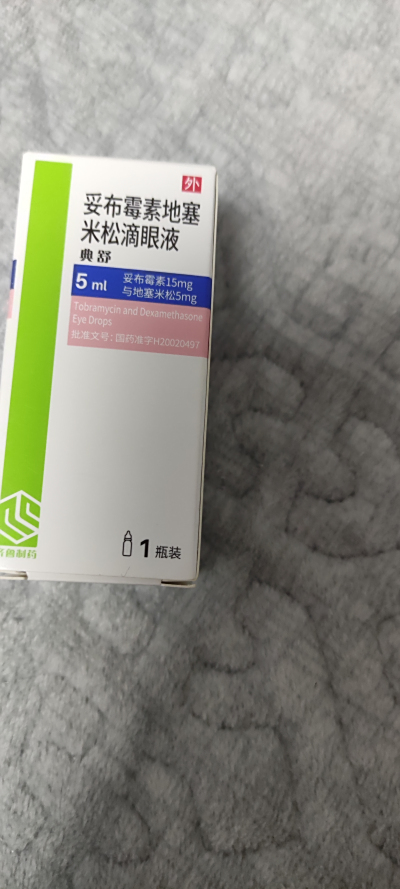 外
妥布霉素地塞
米松滴眼液
典舒
5 ml
妥布霉素15mg
与地塞米松5mg
Tobramycin and Dexamethasone
Eye Drops
批准文号：国药准字H20020497
1 瓶装
创制药